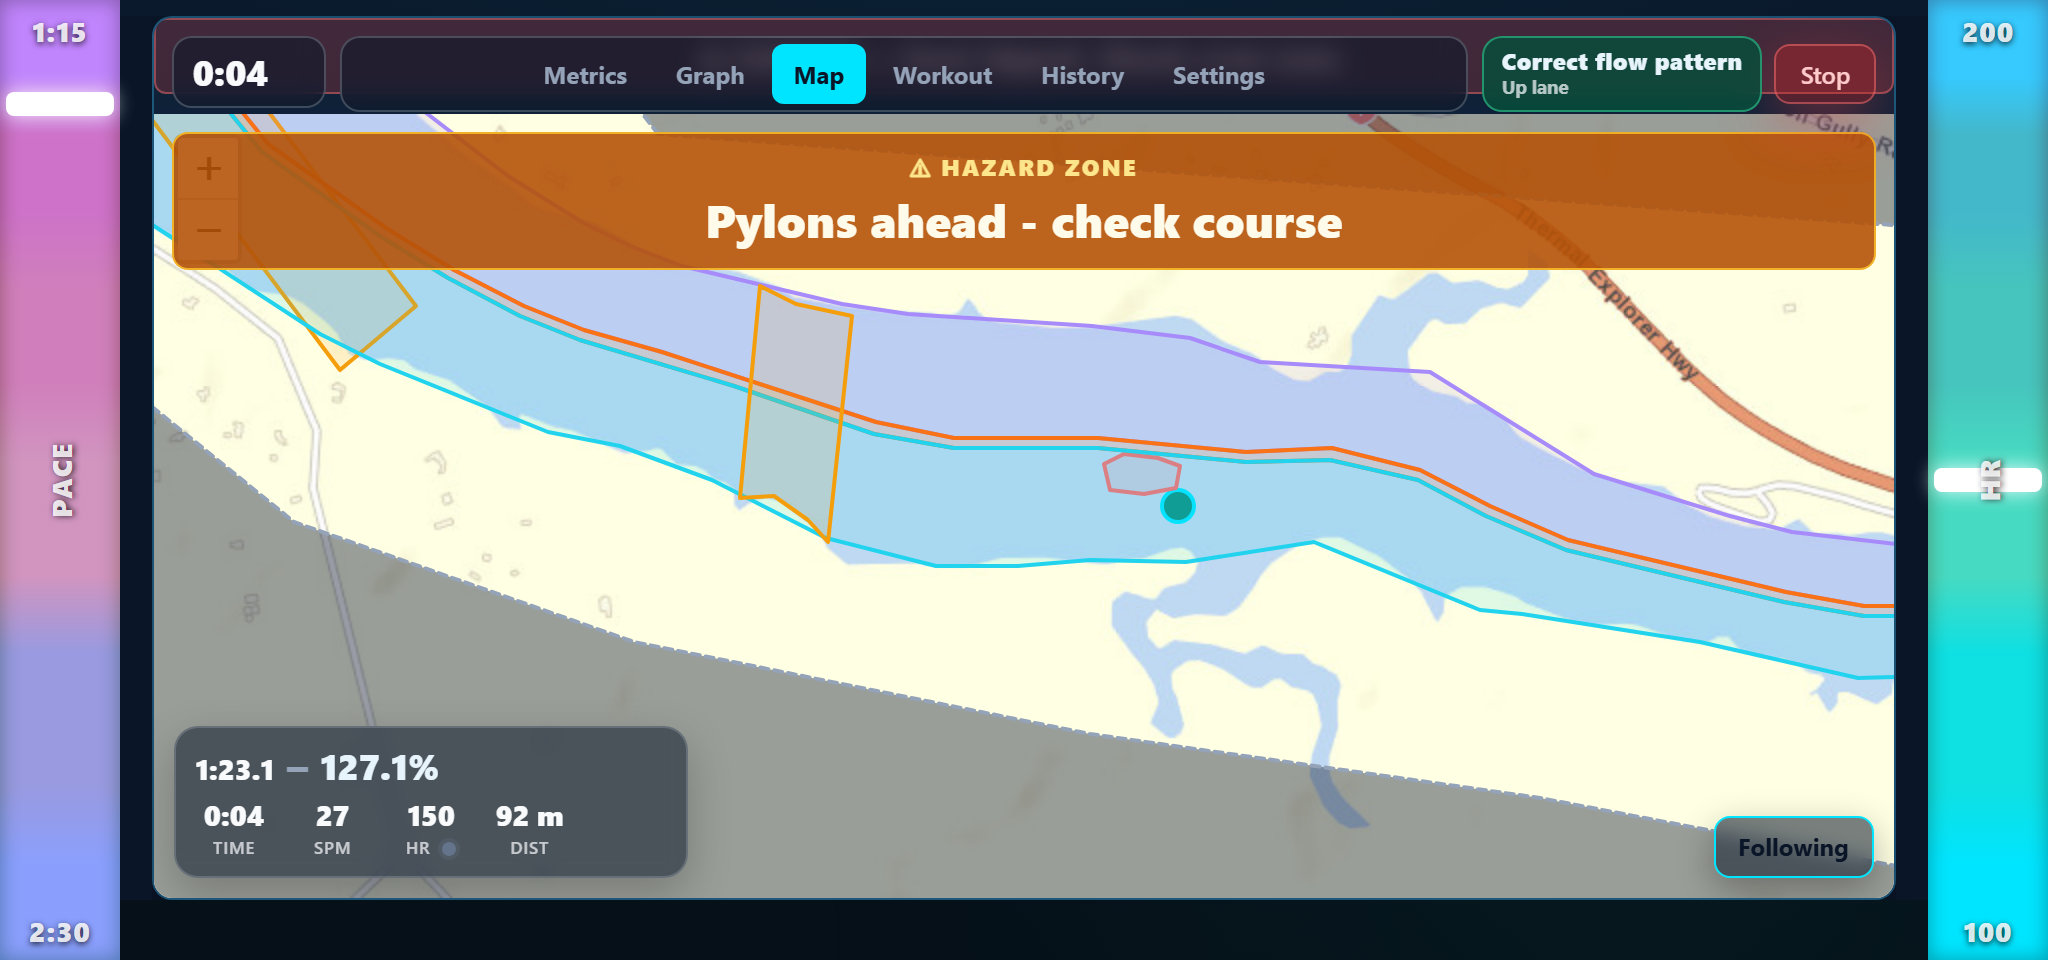 1:15
PACE
2:30
0:04
Metrics
Graph
Map
Workout
History
Settings
Correct flow pattern
Up lane
Stop
+
−
⚠ HAZARD ZONE
Pylons ahead - check course
Thermal Explorer Hwy
1:23.1 — 127.1%
0:04 27 150 92 m
TIME SPM HR DIST
Following
200
HR
100